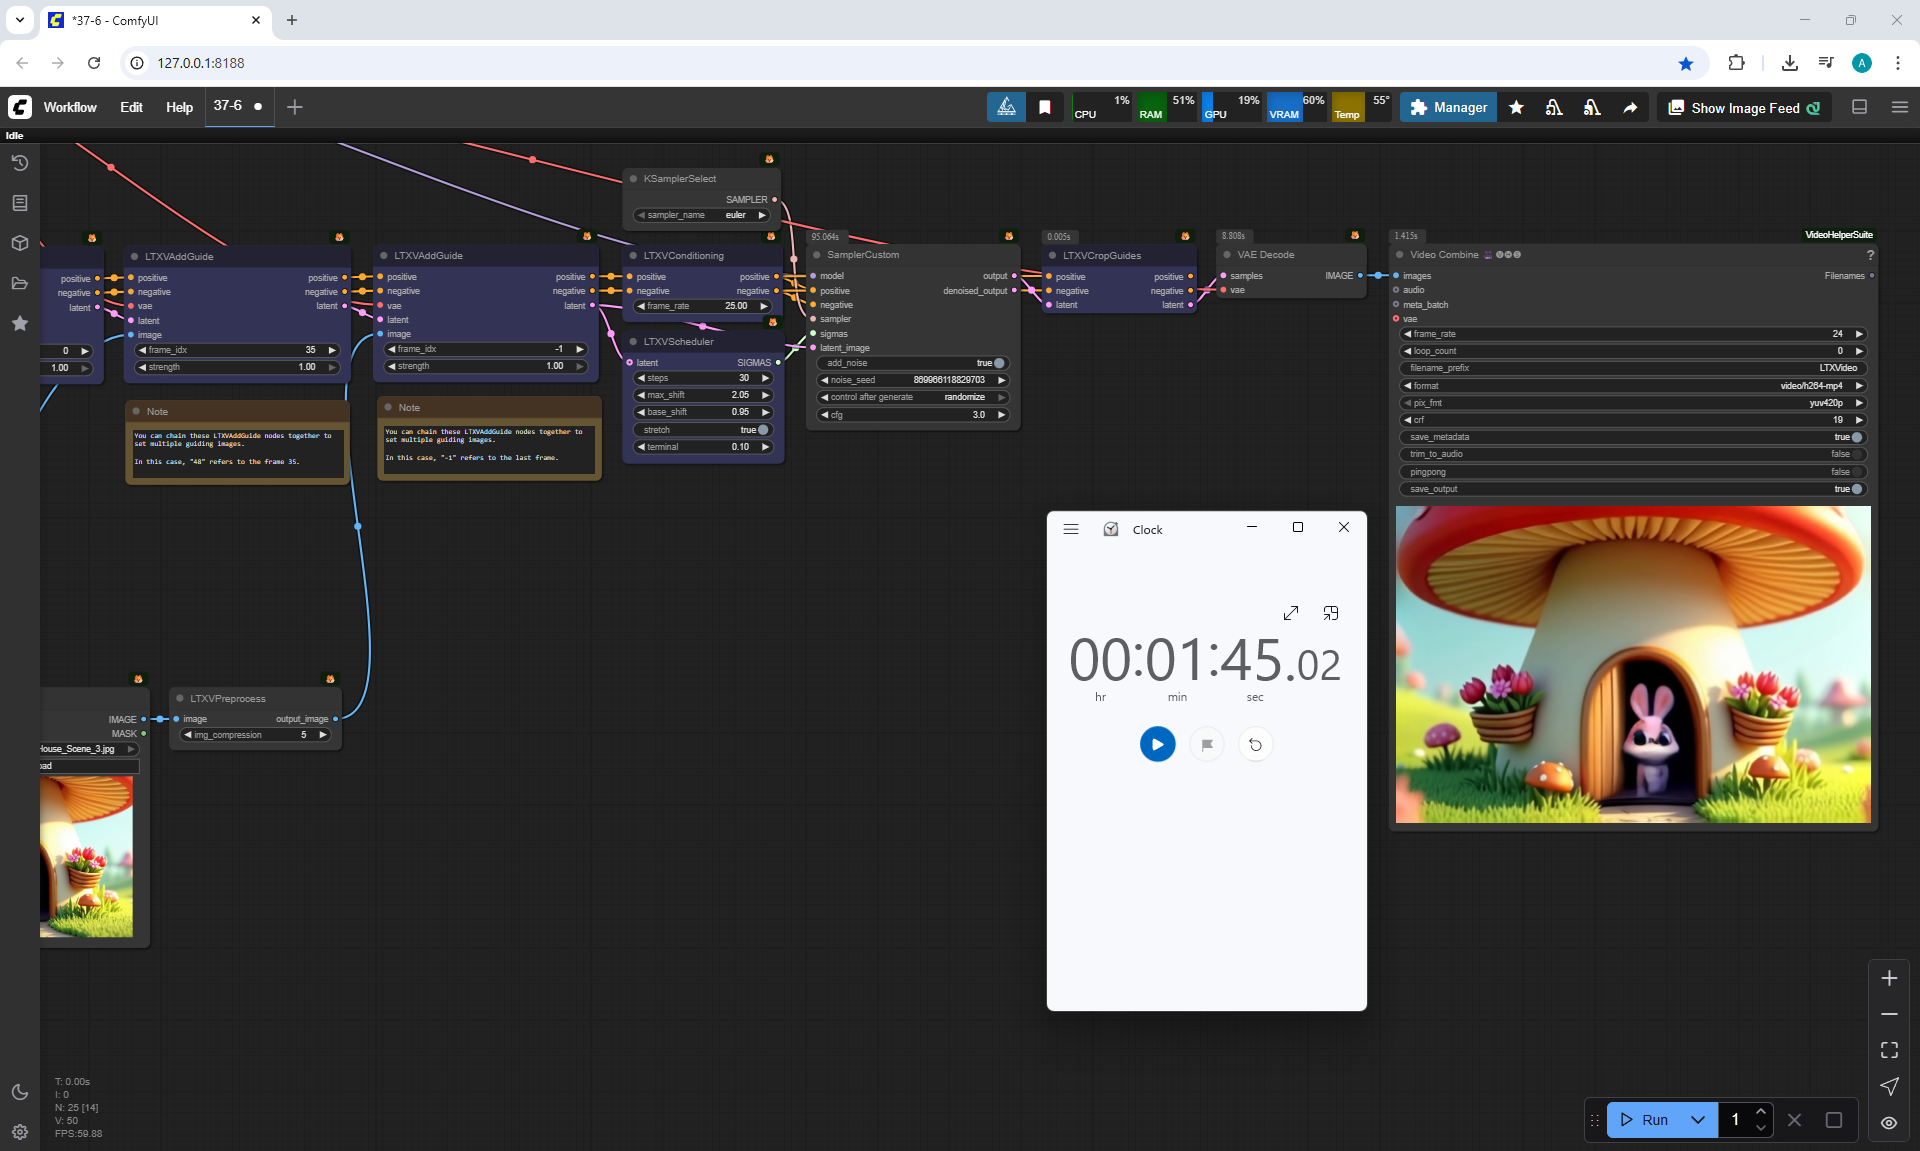 *37-6 - ComfyUI
127.0.0.1:8188
A
Workflow Edit Help 37-6
CPU 1% RAM 51% GPU 19% VRAM 60% Temp 55°
Manager
Show Image Feed
Idle
KSamplerSelect
SAMPLER
sampler_name euler
positive
negative
latent
0
1.00
LTXVAddGuide
positive positive
negative negative
vae latent
latent
image
frame_idx 35
strength 1.00
LTXVAddGuide
positive positive
negative negative
vae latent
latent
image
frame_idx -1
strength 1.00
LTXVConditioning
positive positive
negative negative
frame_rate 25.00
LTXVScheduler
latent SIGMAS
steps 30
max_shift 2.05
base_shift 0.95
stretch true
terminal 0.10
95.064s
SamplerCustom
model output
positive denoised_output
negative
sampler
sigmas
latent_image
add_noise true
noise_seed 869966118829703
control after generate randomize
cfg 3.0
0.005s
LTXVCropGuides
positive positive
negative negative
latent latent
8.808s
VAE Decode
samples IMAGE
vae
1.415s
VideoHelperSuite
Video Combine
?
images Filenames
audio
meta_batch
vae
frame_rate 24
loop_count 0
filename_prefix LTXVideo
format video/h264-mp4
pix_fmt yuv420p
crf 19
save_metadata true
trim_to_audio false
pingpong false
save_output true
Note
You can chain these LTXVAddGuide nodes together to
set multiple guiding images.
In this case, "48" refers to the frame 35.
Note
You can chain these LTXVAddGuide nodes together to
set multiple guiding images.
In this case, "-1" refers to the last frame.
IMAGE
MASK
House_Scene_3.jpg
oad
LTXVPreprocess
image output_image
img_compression 5
Clock
00:01:45.02
hr min sec
T: 0.00s
I: 0
N: 25 [14]
V: 50
FPS:59.88
Run 1